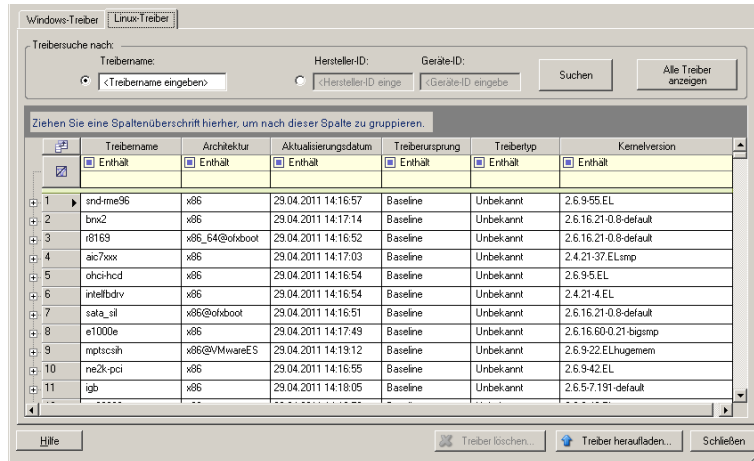 Windows-Treiber Linux-Treiber
Treibersuche nach:
Treibername: Hersteller-ID: Geräte-ID:
<Treibername eingeben> <Hersteller-ID einge <Geräte-ID eingebe Suchen Alle Treiber anzeigen
Ziehen Sie eine Spaltenüberschrift hierher, um nach dieser Spalte zu gruppieren.
Treibername Architektur Aktualisierungsdatum Treiberursprung Treibertyp Kernelversion
Enthält Enthält Enthält Enthält Enthält Enthält
1 snd-rme96 x86 29.04.2011 14:16:57 Baseline Unbekannt 2.6.9-55.EL
2 bnx2 x86 29.04.2011 14:17:14 Baseline Unbekannt 2.6.16.21-0.8-default
3 r8169 x86_64@ofxboot 29.04.2011 14:16:52 Baseline Unbekannt 2.6.16.21-0.8-default
4 aic7xxx x86 29.04.2011 14:17:03 Baseline Unbekannt 2.4.21-37.ELsmp
5 ohci-hcd x86 29.04.2011 14:16:54 Baseline Unbekannt 2.6.9-5.EL
6 intelfbdrv x86 29.04.2011 14:16:54 Baseline Unbekannt 2.4.21-4.EL
7 sata_sil x86@ofxboot 29.04.2011 14:16:51 Baseline Unbekannt 2.6.16.21-0.8-default
8 e1000e x86 29.04.2011 14:17:49 Baseline Unbekannt 2.6.16.60-0.21-bigsmp
9 mptscsih x86@VMwareES 29.04.2011 14:19:12 Baseline Unbekannt 2.6.9-22.ELhugemem
10 ne2k-pci x86 29.04.2011 14:16:55 Baseline Unbekannt 2.6.9-42.EL
11 igb x86 29.04.2011 14:18:05 Baseline Unbekannt 2.6.5-7.191-default
Hilfe Treiber löschen... Treiber heraufladen... Schließen